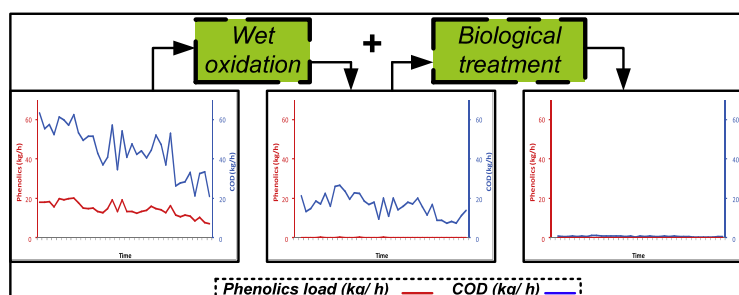 Wet
oxidation
+
Biological
treatment
60
40
20
0
Phenolics (kg/h)
60
40
20
0
COD (kg/h)
Time
60
40
20
0
Phenolics (kg/h)
60
40
20
0
COD (kg/h)
Time
60
40
20
0
Phenolics (kg/h)
60
40
20
0
COD (kg/h)
Time
Phenolics load (kg/ h) COD (kg/ h)